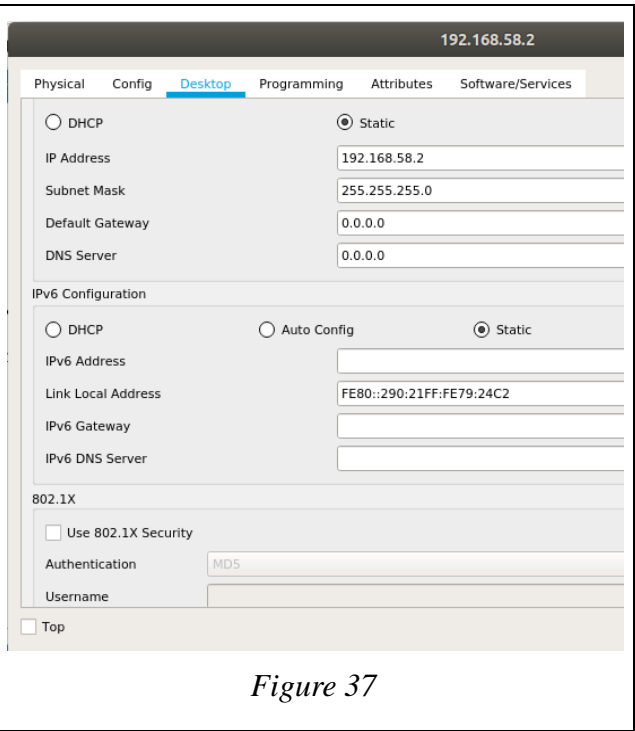 192.168.58.2
Physical Config Desktop Programming Attributes Software/Services
DHCP Static
IP Address 192.168.58.2
Subnet Mask 255.255.255.0
Default Gateway 0.0.0.0
DNS Server 0.0.0.0
IPv6 Configuration
DHCP Auto Config Static
IPv6 Address
Link Local Address FE80::290:21FF:FE79:24C2
IPv6 Gateway
IPv6 DNS Server
802.1X
Use 802.1X Security
Authentication MD5
Username
Top
Figure 37